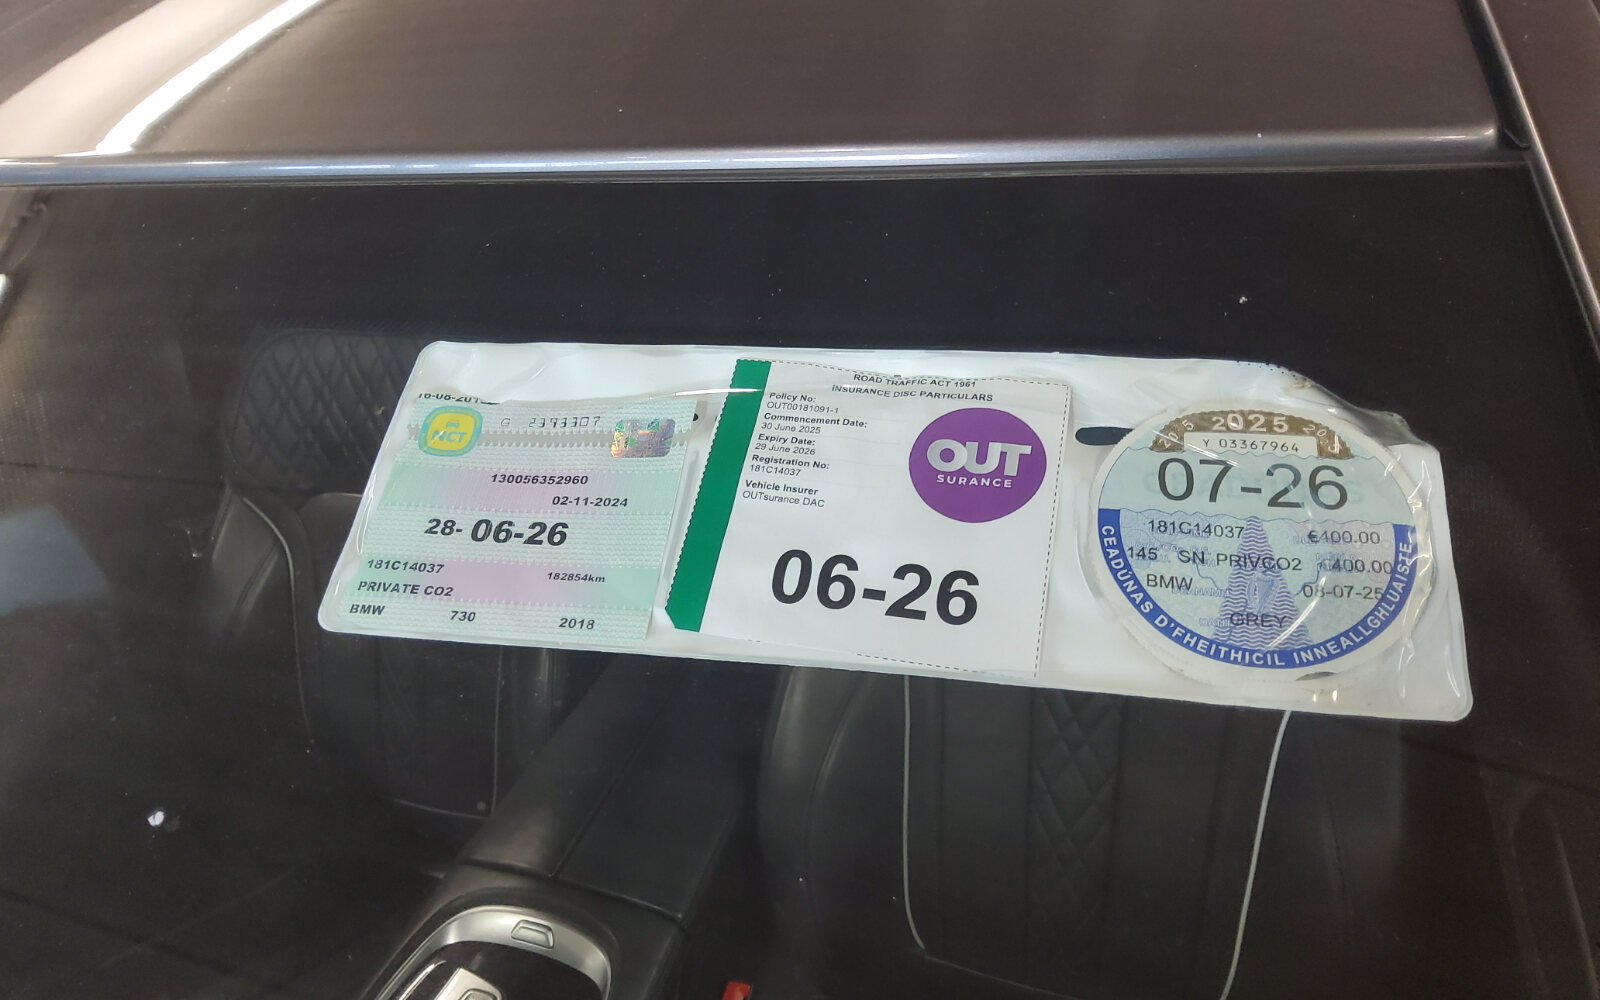 NCT
G 2393307
130056352960
02-11-2024
28- 06-26
181C14037
182854km
PRIVATE CO2
BMW 730 2018
ROAD TRAFFIC ACT 1961
INSURANCE DISC PARTICULARS
Policy No:
OUT00181091-1
Commencement Date:
30 June 2025
Expiry Date:
29 June 2026
Registration No:
181C14037
Vehicle Insurer
OUTsurance DAC
OUT
SURANCE
06-26
2025
Y 03367964
07-26
181C14037 €400.00
145 SN PRIVCO2 €400.00
BMW 08-07-25
GREY
CEADÚNAS D'FHEITHICIL INNEALLGHLUAISTE